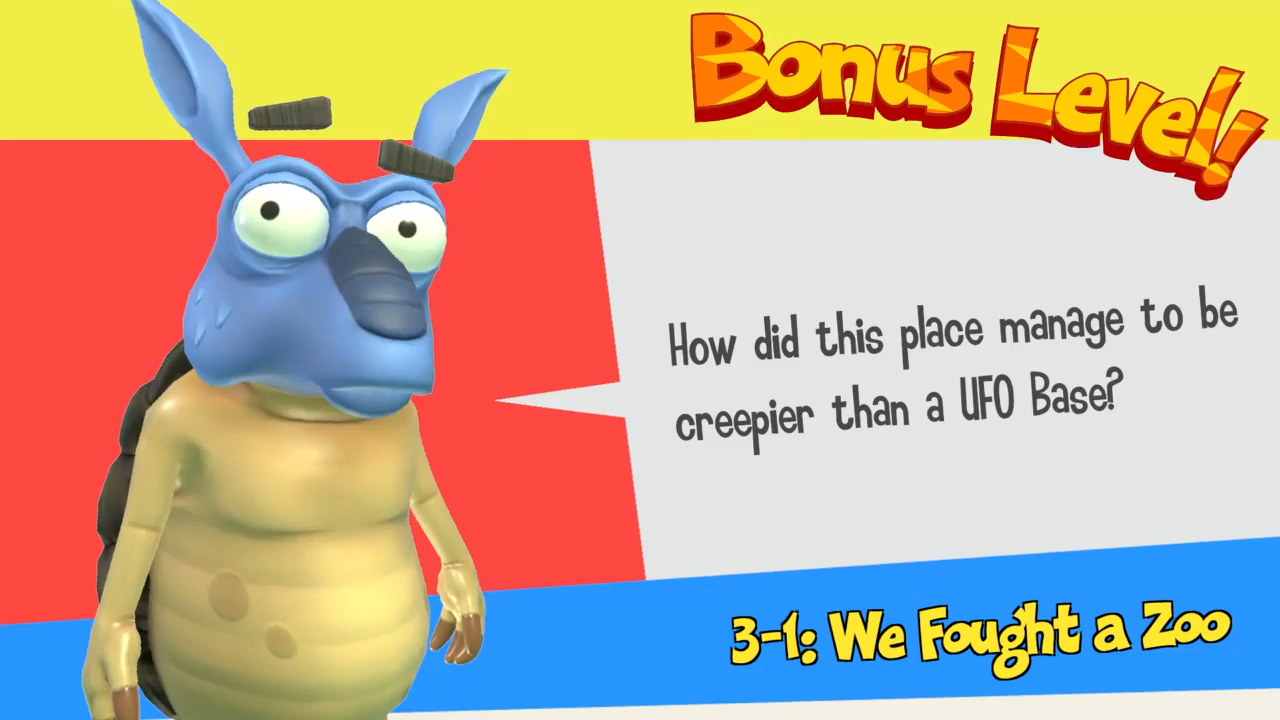 Bonus Level!
How did this place manage to be
creepier than a UFO Base?
3-1: We Fought a Zoo